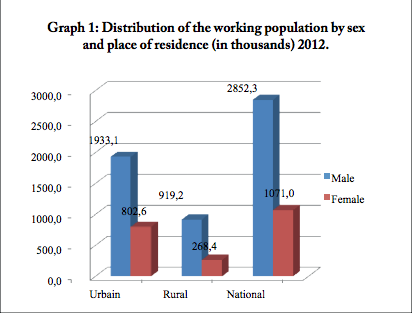 Graph 1: Distribution of the working population by sex
and place of residence (in thousands) 2012.
2852,3
3000,0
2500,0
1933,1
2000,0
1500,0
919,2
1071,0
1000,0
802,6
500,0
268,4
0,0
Urbain
Rural
National
Male
Female